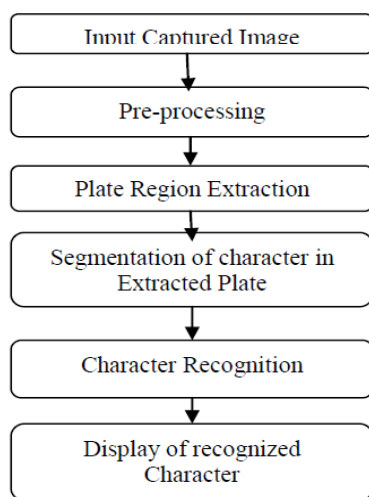 Input Captured Image
Pre-processing
Plate Region Extraction
Segmentation of character in
Extracted Plate
Character Recognition
Display of recognized
Character